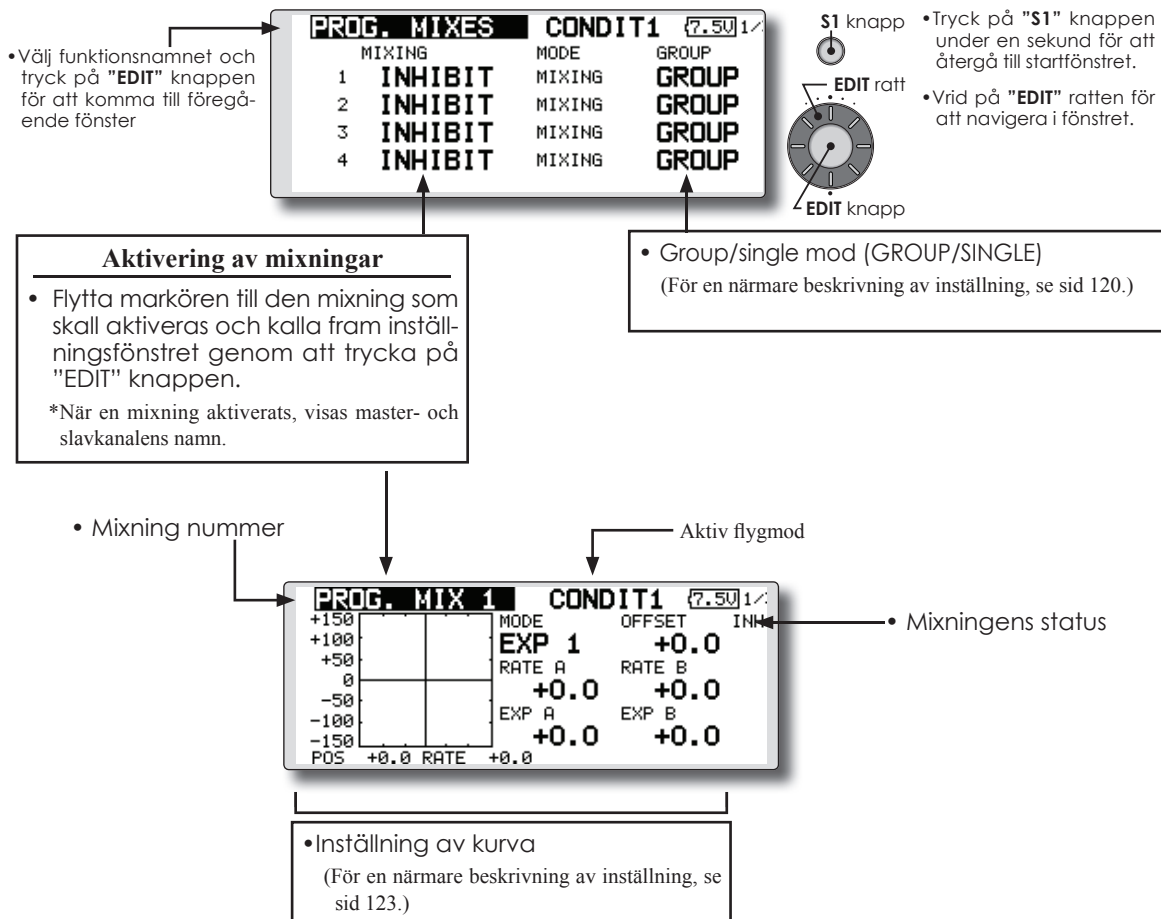 •Välj funktionsnamnet och
tryck på "EDIT" knappen
för att komma till föregå-
ende fönster
PROG. MIXES CONDIT1 7.5V 1/
MIXING MODE GROUP
1 INHIBIT MIXING GROUP
2 INHIBIT MIXING GROUP
3 INHIBIT MIXING GROUP
4 INHIBIT MIXING GROUP
S1 knapp
EDIT ratt
EDIT knapp
•Tryck på "S1" knappen
under en sekund för att
återgå till startfönstret.
•Vrid på "EDIT" ratten för
att navigera i fönstret.
Aktivering av mixningar
• Flytta markören till den mixning som
skall aktiveras och kalla fram inställ-
ningsfönstret genom att trycka på
"EDIT" knappen.
*När en mixning aktiverats, visas master- och
slavkanalens namn.
• Group/single mod (GROUP/SINGLE)
(För en närmare beskrivning av inställning, se sid 120.)
• Mixning nummer
Aktiv flygmod
PROG. MIX 1 CONDIT1 7.5V 1/
+150 MODE OFFSET INH
+100 EXP 1 +0.0
+50 RATE A RATE B
0 +0.0 +0.0
-50
-100 EXP A EXP B
-150 +0.0 +0.0
POS +0.0 RATE +0.0
• Mixningens status
•Inställning av kurva
(För en närmare beskrivning av inställning, se
sid 123.)